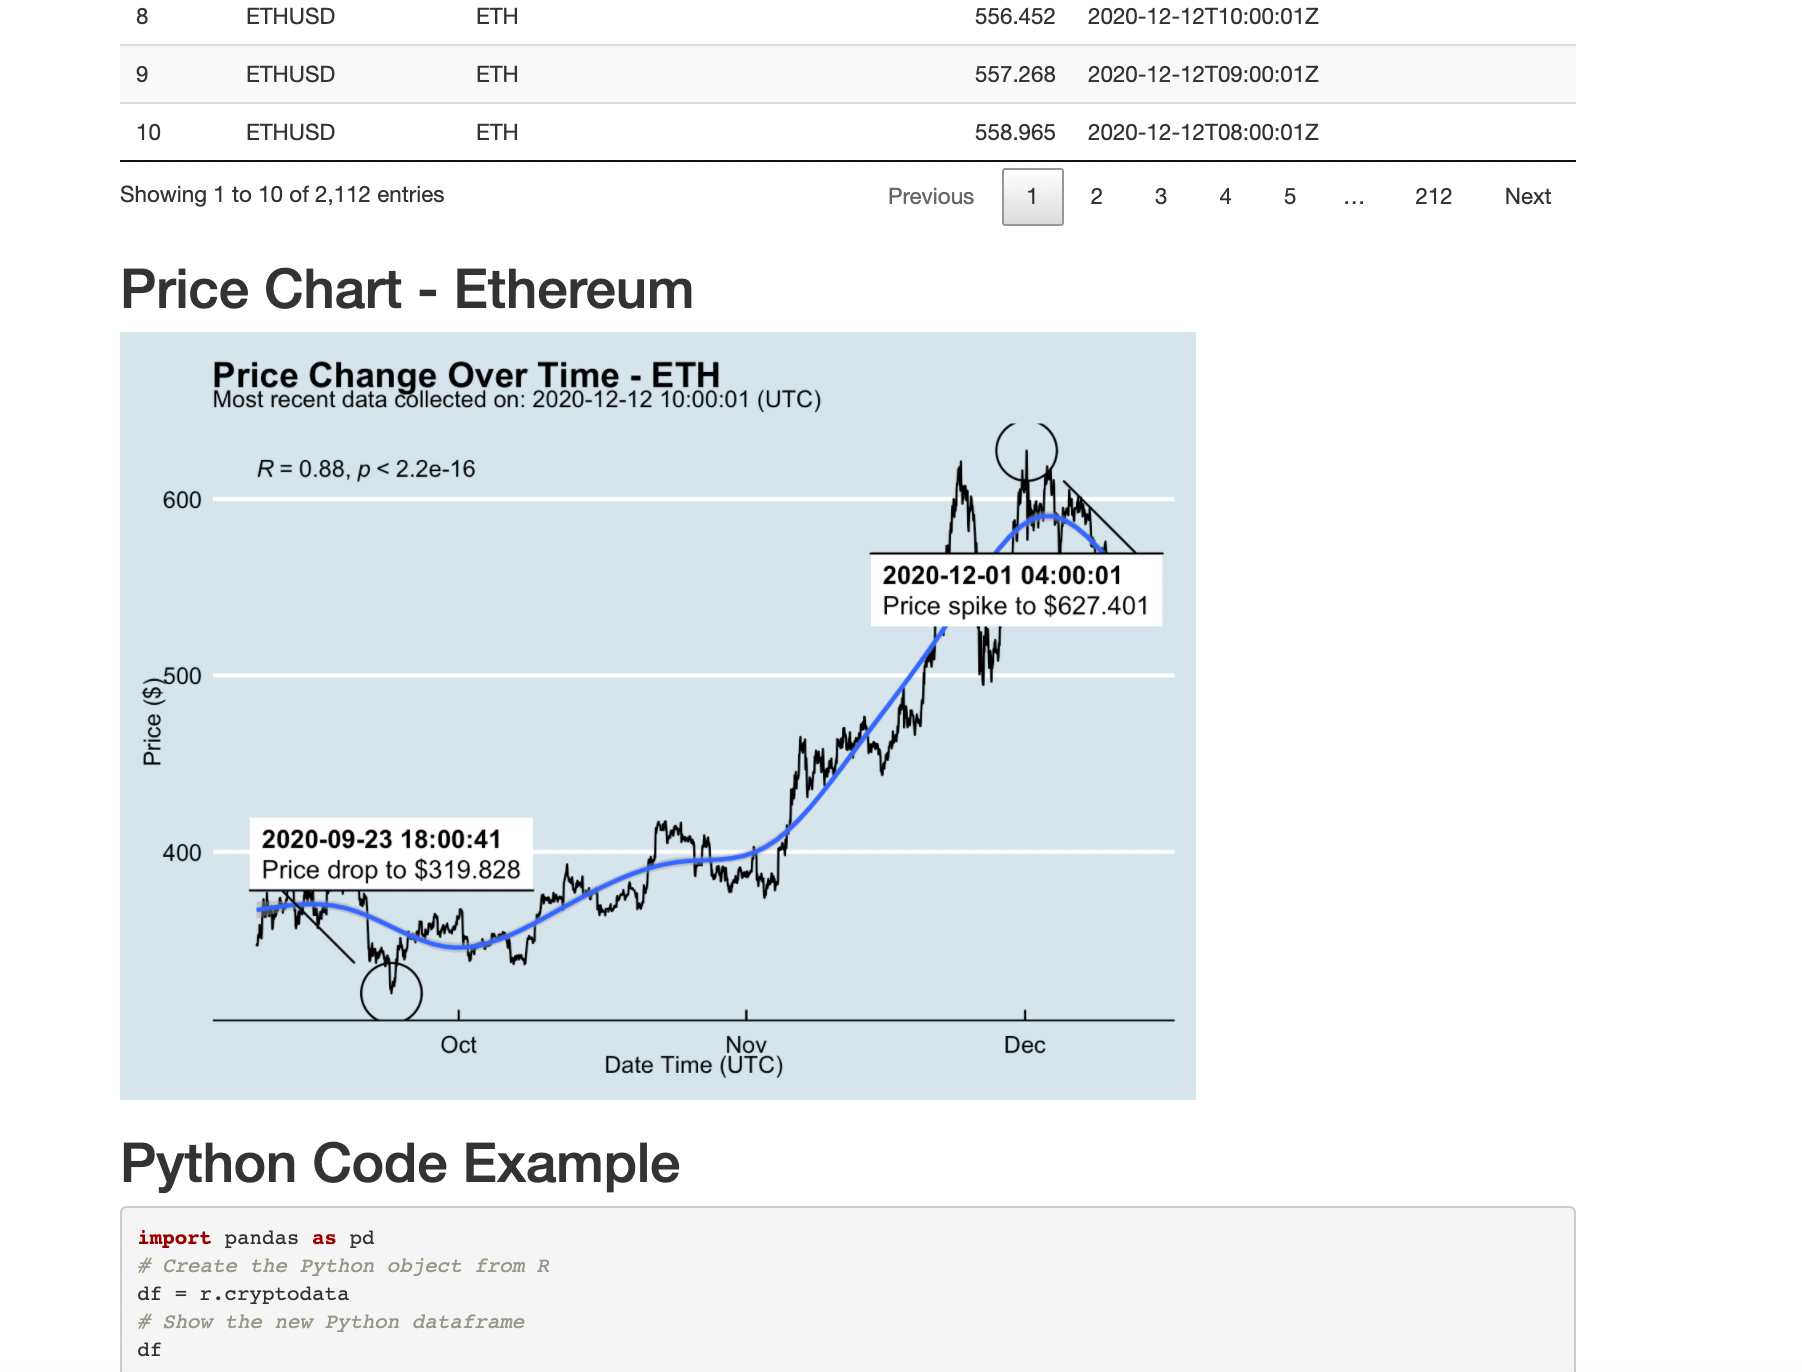 8 ETHUSD ETH 556.452 2020-12-12T10:00:01Z
9 ETHUSD ETH 557.268 2020-12-12T09:00:01Z
10 ETHUSD ETH 558.965 2020-12-12T08:00:01Z
Showing 1 to 10 of 2,112 entries
Previous 1 2 3 4 5 … 212 Next
Price Chart - Ethereum
Price Change Over Time - ETH
Most recent data collected on: 2020-12-12 10:00:01 (UTC)
R = 0.88, p < 2.2e-16
600
2020-12-01 04:00:01
Price spike to $627.401
500
Price ($)
2020-09-23 18:00:41
400
Price drop to $319.828
Oct Nov Dec
Date Time (UTC)
Python Code Example
import pandas as pd
# Create the Python object from R
df = r.cryptodata
# Show the new Python dataframe
df